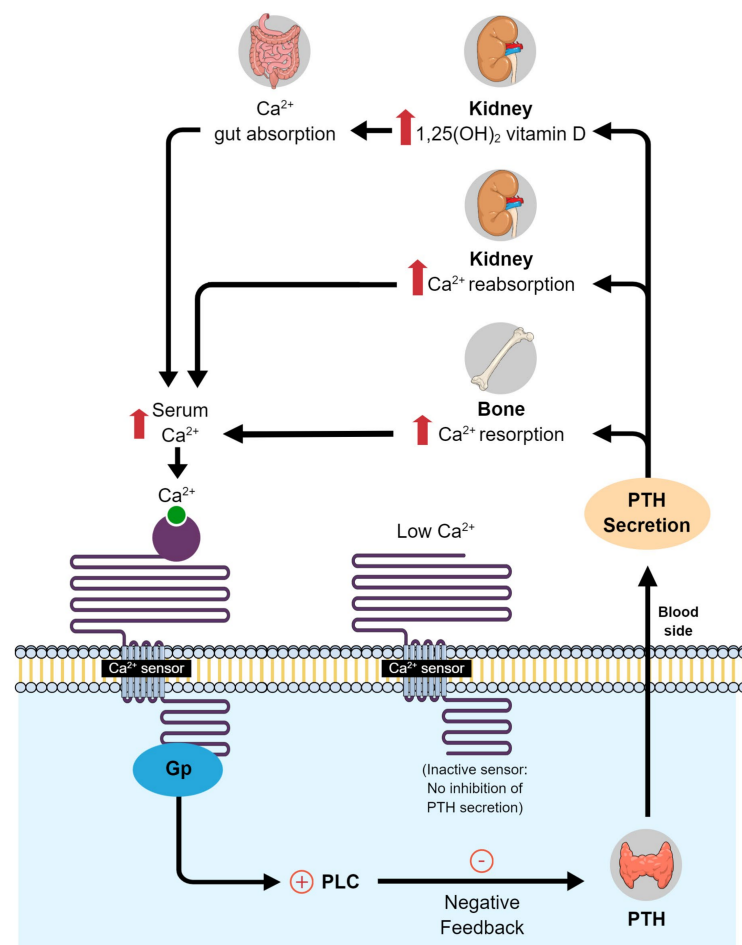 Ca²⁺
gut absorption
Kidney
1,25(OH)₂ vitamin D
Kidney
Ca²⁺ reabsorption
Bone
Ca²⁺ resorption
Serum
Ca²⁺
Ca²⁺
Low Ca²⁺
PTH
Secretion
Blood
side
Ca²⁺ sensor
Ca²⁺ sensor
Gp
(Inactive sensor:
No inhibition of
PTH secretion)
+ PLC
-
Negative
Feedback
PTH